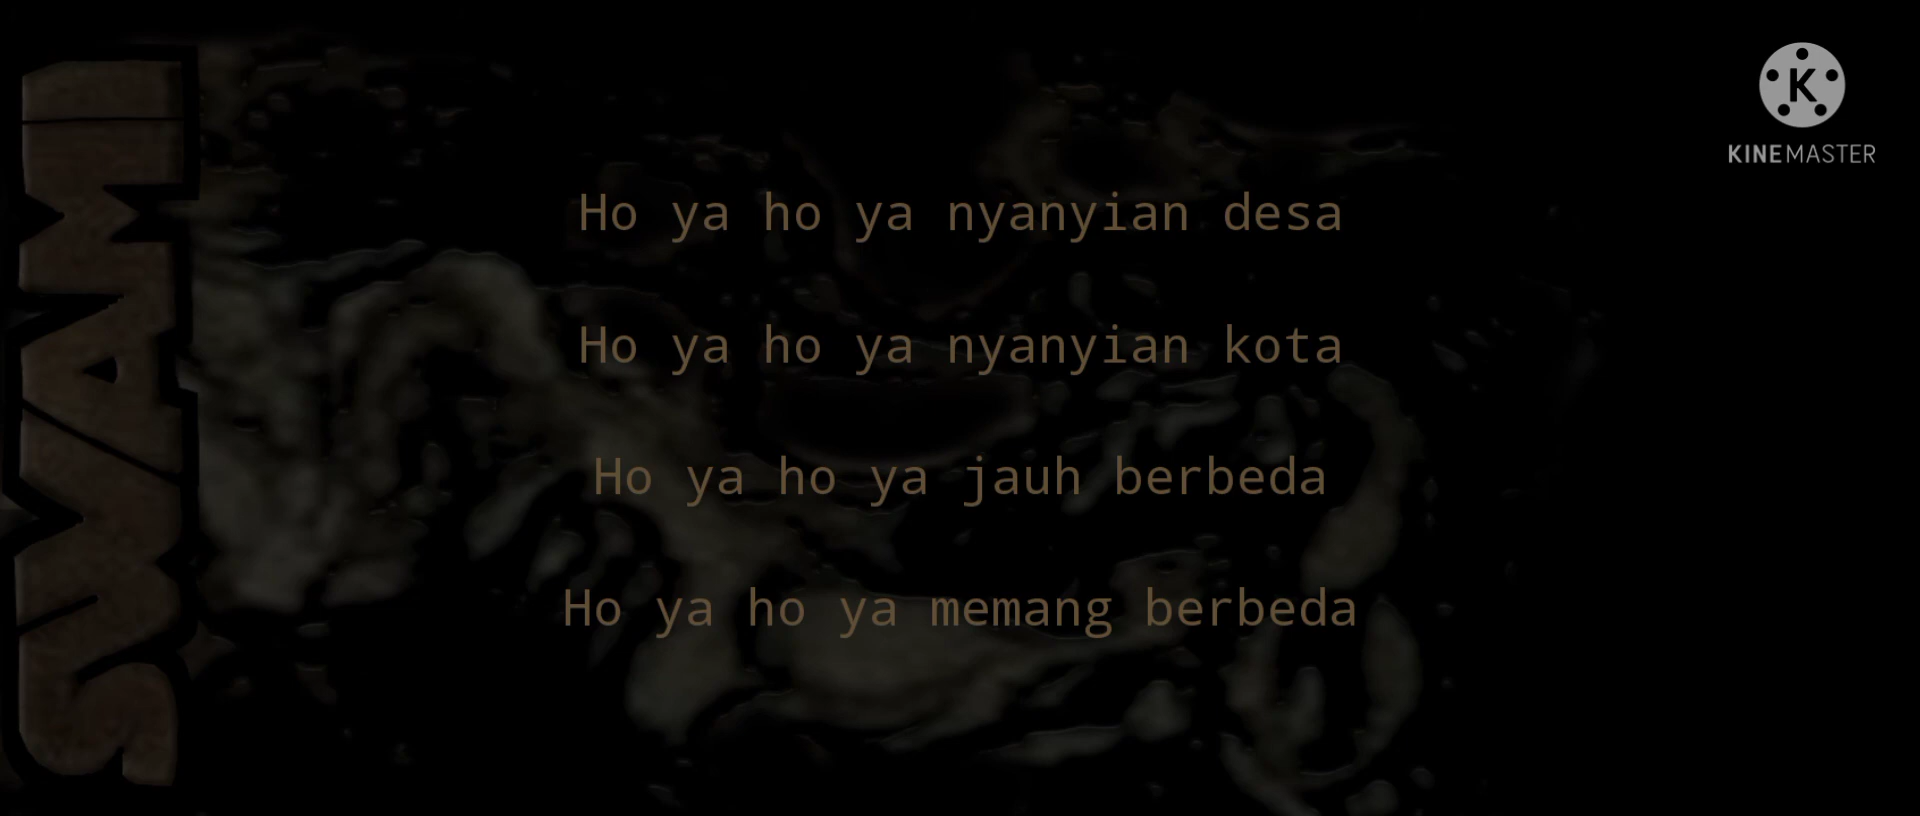 SWAMI
KINEMASTER
Ho ya ho ya nyanyian desa
Ho ya ho ya nyanyian kota
Ho ya ho ya jauh berbeda
Ho ya ho ya memang berbeda